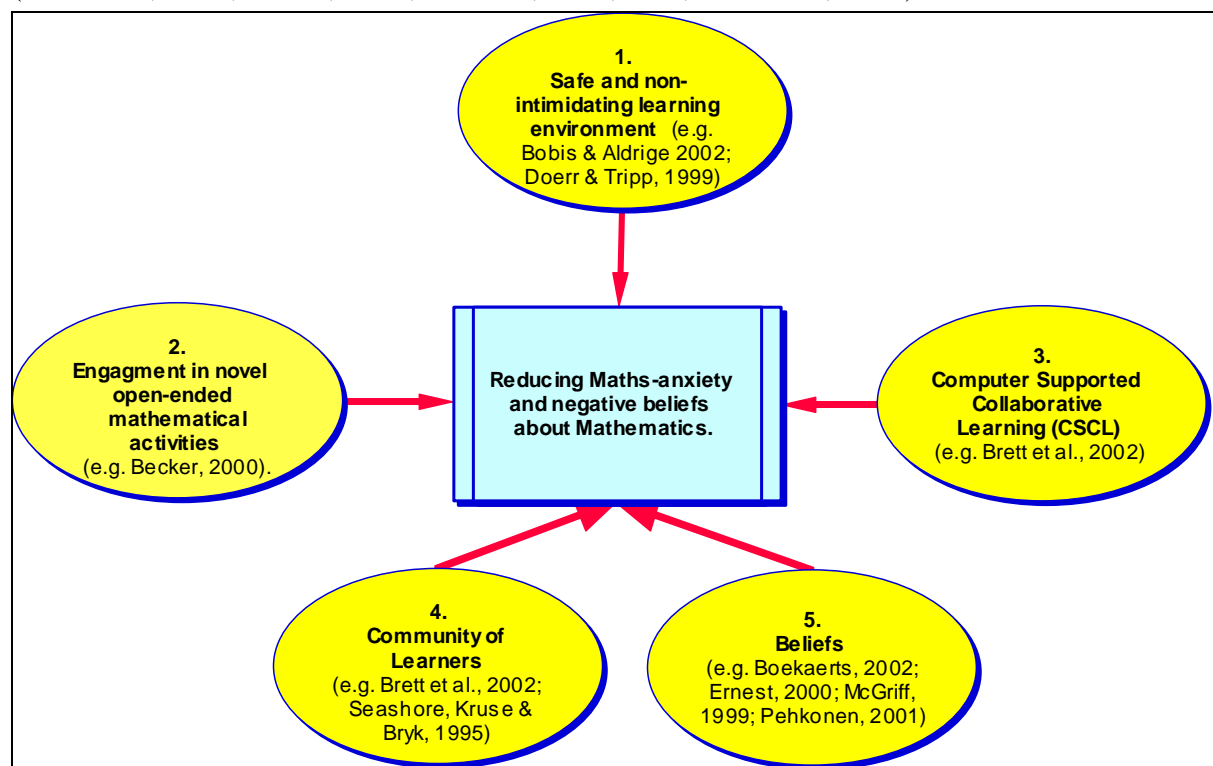 1.
Safe and non-
intimidating learning
environment (e.g.
Bobis & Aldrige 2002;
Doerr & Tripp, 1999)
2.
Engagment in novel
open-ended
mathematical
activities
(e.g. Becker, 2000).
Reducing Maths-anxiety
and negative beliefs
about Mathematics.
3.
Computer Supported
Collaborative
Learning (CSCL)
(e.g. Brett et al., 2002)
4.
Community of
Learners
(e.g. Brett et al., 2002;
Seashore, Kruse &
Bryk, 1995)
5.
Beliefs
(e.g. Boekaerts, 2002;
Ernest, 2000; McGriff,
1999; Pehkonen, 2001)